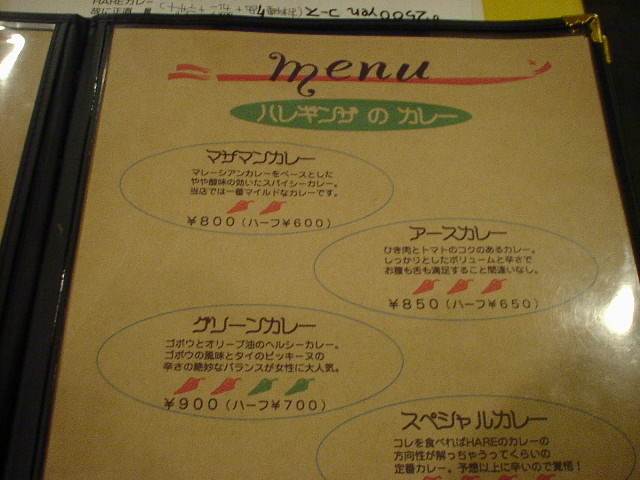 HAREカレー
¥2500yen コース
menu
ハレギンザ の カレー
マサマンカレー
マレーシアンカレーをベースとした
やや酸味の効いたスパイシーカレー。
当店では一番マイルドなカレーです。
¥800(ハーフ¥600)
アースカレー
ひき肉とトマトのコクのあるカレー。
しっかりとしたボリュームと辛さで
お腹も舌も満足すること間違いなし。
¥850(ハーフ¥650)
グリーンカレー
ゴボウとオリーブ油のヘルシーカレー。
ゴボウの風味とタイのピッキーヌの
辛さの絶妙なバランスが女性に大人気。
¥900(ハーフ¥700)
スペシャルカレー
コレを食べればHAREのカレーの
方向性が解っちゃうってくらいの
定番カレー。予想以上に辛いので覚悟！